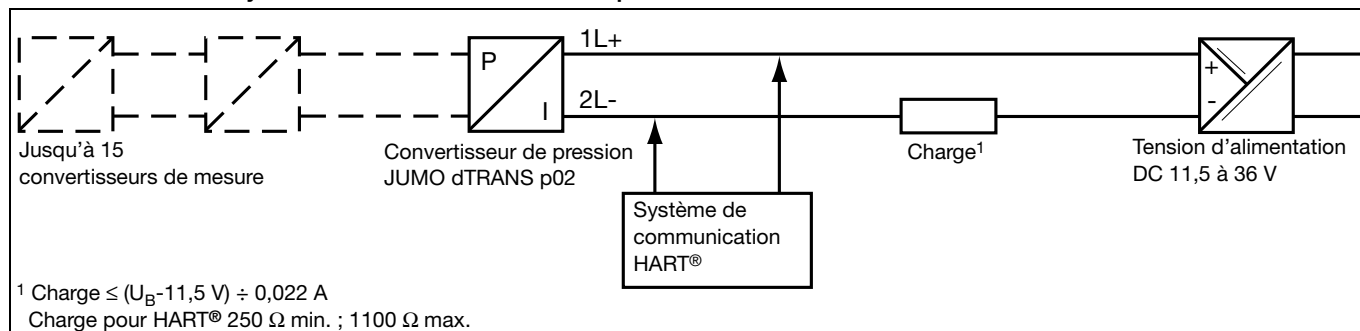 P
I
1L+
2L-
+
-
Jusqu'à 15
convertisseurs de mesure
Convertisseur de pression
JUMO dTRANS p02
Charge¹
Tension d'alimentation
DC 11,5 à 36 V
Système de
communication
HART®
¹ Charge ≤ (U_B-11,5 V) ÷ 0,022 A
Charge pour HART® 250 Ω min. ; 1100 Ω max.